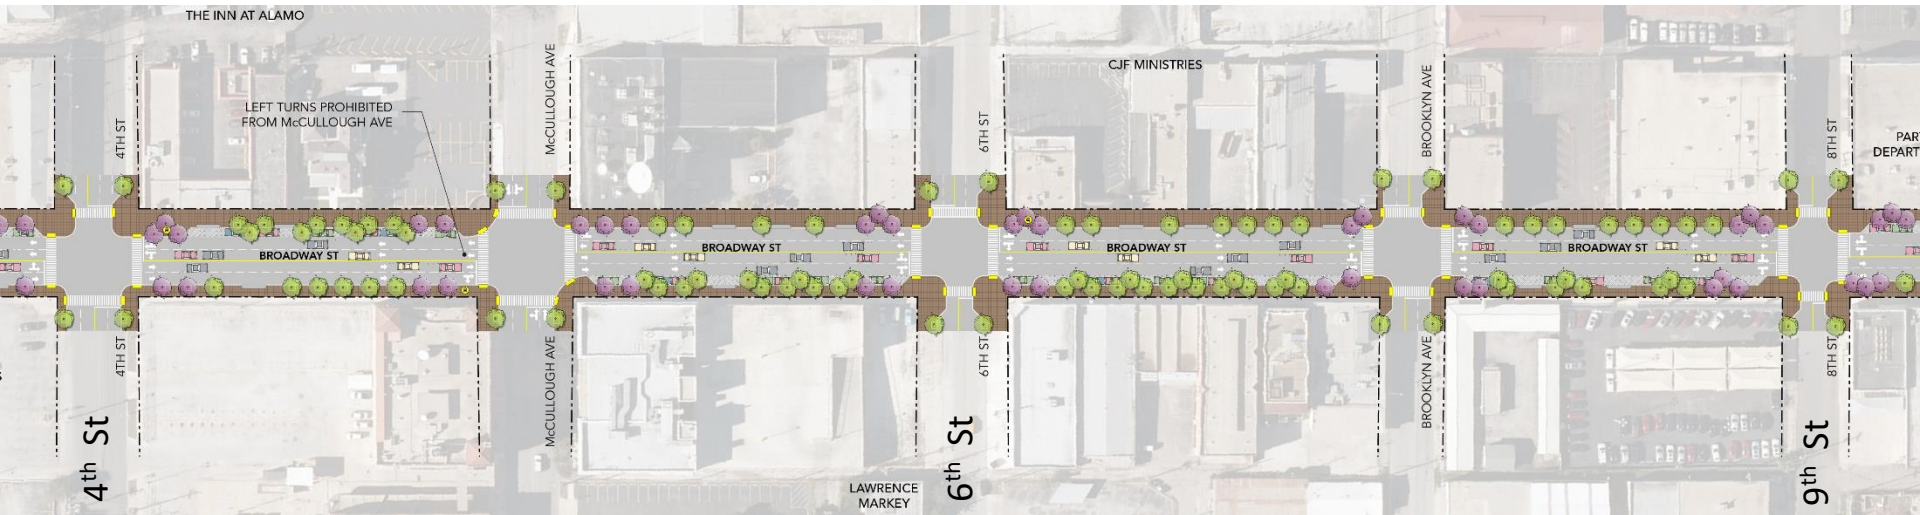 THE INN AT ALAMO
McCULLOUGH AVE
CJF MINISTRIES
BROOKLYN AVE
LEFT TURNS PROHIBITED
FROM McCULLOUGH AVE
4TH ST
6TH ST
8TH ST
PAR
DEPART
BROADWAY ST
BROADWAY ST
BROADWAY ST
BROADWAY ST
4TH ST
McCULLOUGH AVE
6TH ST
BROOKLYN AVE
8TH ST
4th St
6th St
9th St
LAWRENCE
MARKEY